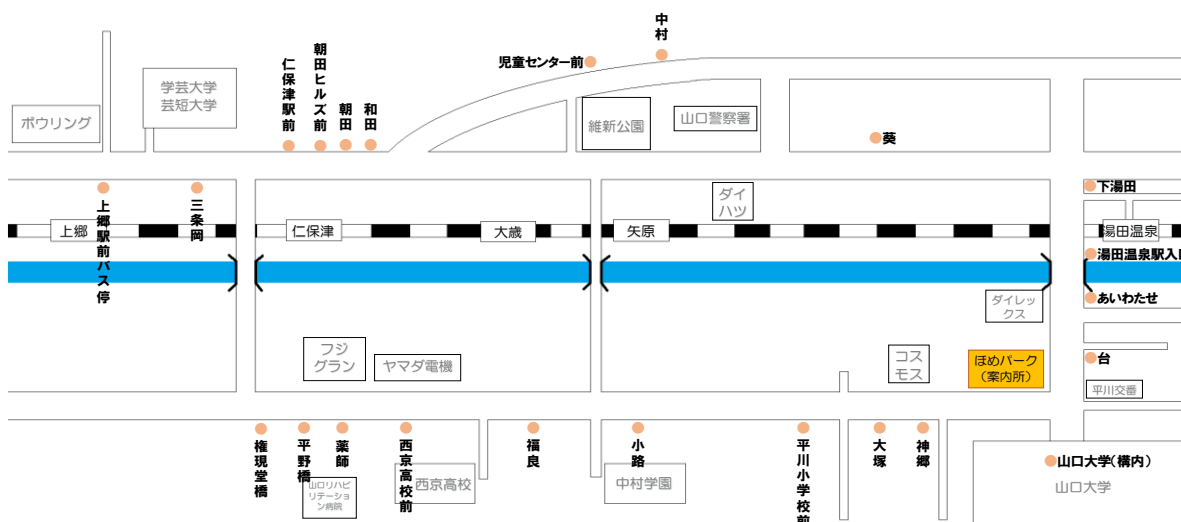 中村
児童センター前
朝田ヒルズ前
仁保津駅前
朝田
和田
学芸大学
芸短大学
ボウリング
維新公園
山口警察署
葵
上郷駅前バス停
三条岡
ダイ
ハツ
下湯田
上郷
仁保津
大歳
矢原
湯田温泉
湯田温泉駅入口
あいわたせ
ダイレッ
クス
フジ
グラン
ヤマダ電機
コス
モス
ほめパーク
(案内所)
台
平川交番
権現堂橋
平野橋
薬師
西京高校前
福良
小路
平川小学校前
大塚
神郷
山口リハビ
リテーショ
ン病院
西京高校
中村学園
山口大学(構内)
山口大学